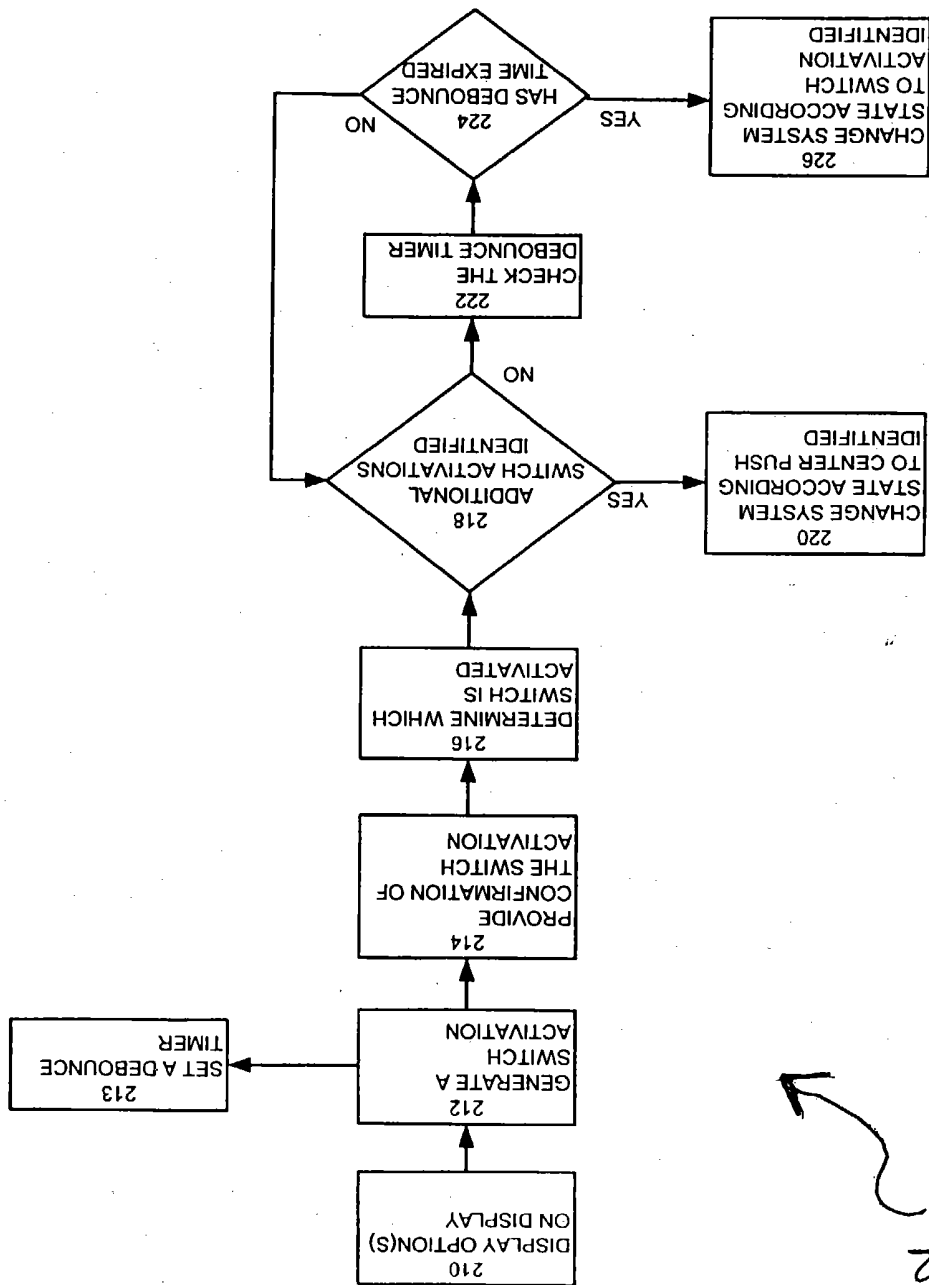 210
DISPLAY OPTION(S)
ON DISPLAY
212
GENERATE A
SWITCH
ACTIVATION
213
SET A DEBOUNCE
TIMER
214
PROVIDE
CONFIRMATION OF
THE SWITCH
ACTIVATION
216
DETERMINE WHICH
SWITCH IS
ACTIVATED
218
ADDITIONAL
SWITCH ACTIVATIONS
IDENTIFIED
YES
NO
220
CHANGE SYSTEM
STATE ACCORDING
TO CENTER PUSH
IDENTIFIED
222
CHECK THE
DEBOUNCE TIMER
224
HAS DEBOUNCE
TIME EXPIRED
YES
NO
226
CHANGE SYSTEM
STATE ACCORDING
TO SWITCH
ACTIVATION
IDENTIFIED